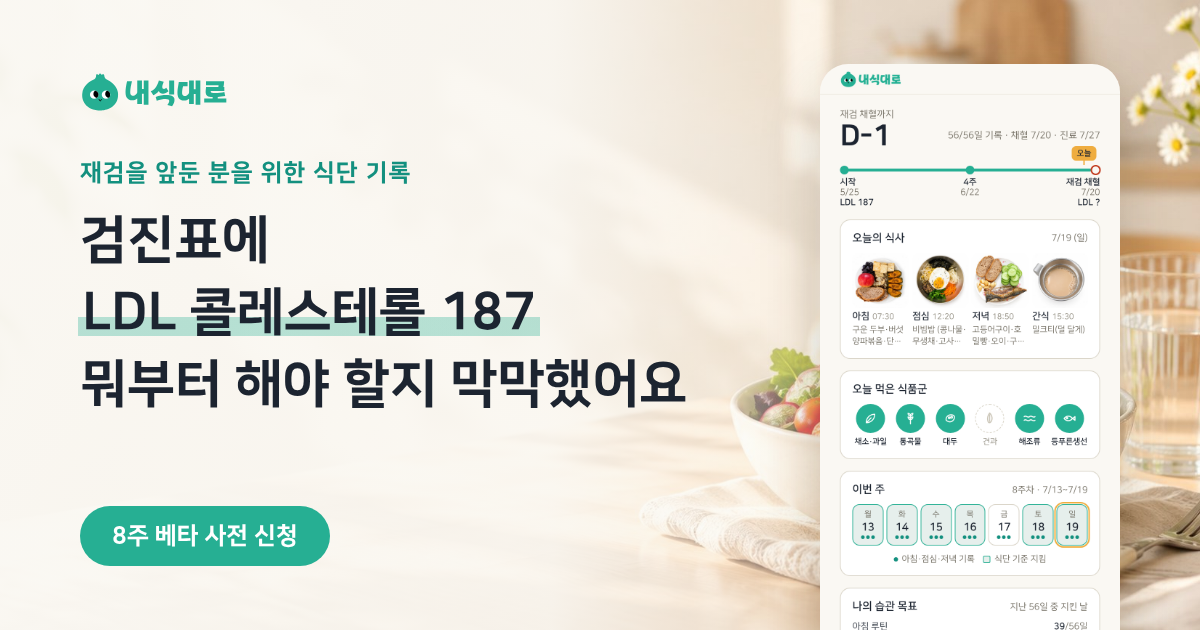 내식대로
재검을 앞둔 분을 위한 식단 기록
검진표에
LDL 콜레스테롤 187
뭐부터 해야 할지 막막했어요
8주 베타 사전 신청
내식대로
재검 채혈까지
D-1
56/56일 기록 · 채혈 7/20 · 진료 7/27
오늘
시작 4주 재검 채혈
5/25 6/22 7/20
LDL 187 LDL ?
오늘의 식사 7/19 (일)
아침 07:30 점심 12:20 저녁 18:50 간식 15:30
구운 두부·버섯 비빔밥 (콩나물· 고등어구이·호 밀크티(덜 달게)
양파볶음·단… 무생채·고사… 밀빵·오이·구…
오늘 먹은 식품군
채소·과일 통곡물 대두 견과 해조류 등푸른생선
이번 주 8주차 · 7/13~7/19
월 화 수 목 금 토 일
13 14 15 16 17 18 19
아침·점심·저녁 기록 식단 기준 지킴
나의 습관 목표 지난 56일 중 지킨 날
아침 루틴 39/56일